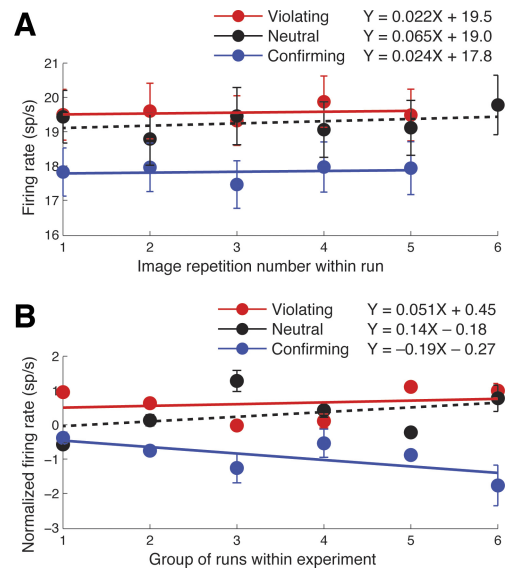 A
Violating Y = 0.022X + 19.5
Neutral Y = 0.065X + 19.0
Confirming Y = 0.024X + 17.8
Firing rate (sp/s)
21
20
19
18
17
16
1 2 3 4 5 6
Image repetition number within run
B
Violating Y = 0.051X + 0.45
Neutral Y = 0.14X − 0.18
Confirming Y = −0.19X − 0.27
Normalized firing rate (sp/s)
2
1
0
−1
−2
−3
1 2 3 4 5 6
Group of runs within experiment